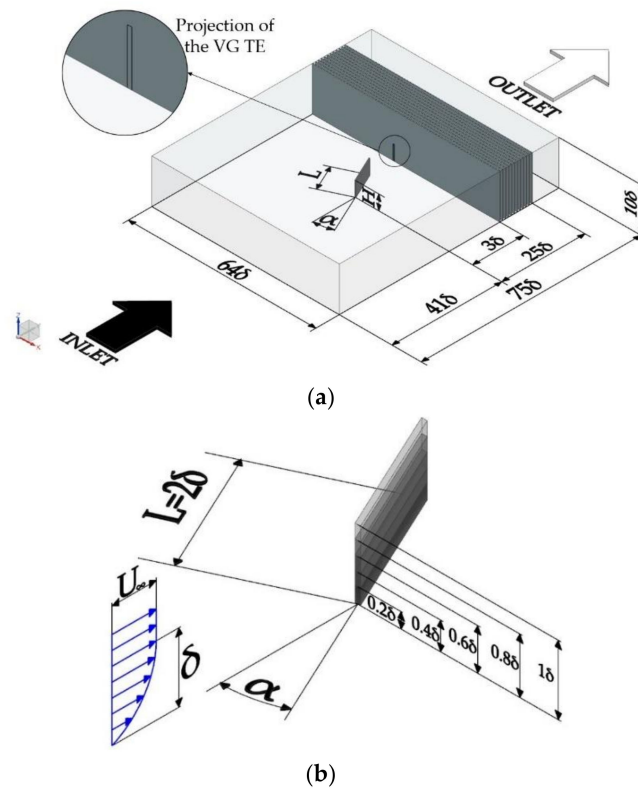 Projection of
the VG TE
OUTLET
L
H
α
10δ
3δ
25δ
64δ
41δ
75δ
INLET
(a)
L=2δ
U∞
0.2δ
0.4δ
0.6δ
0.8δ
1δ
δ
α
(b)